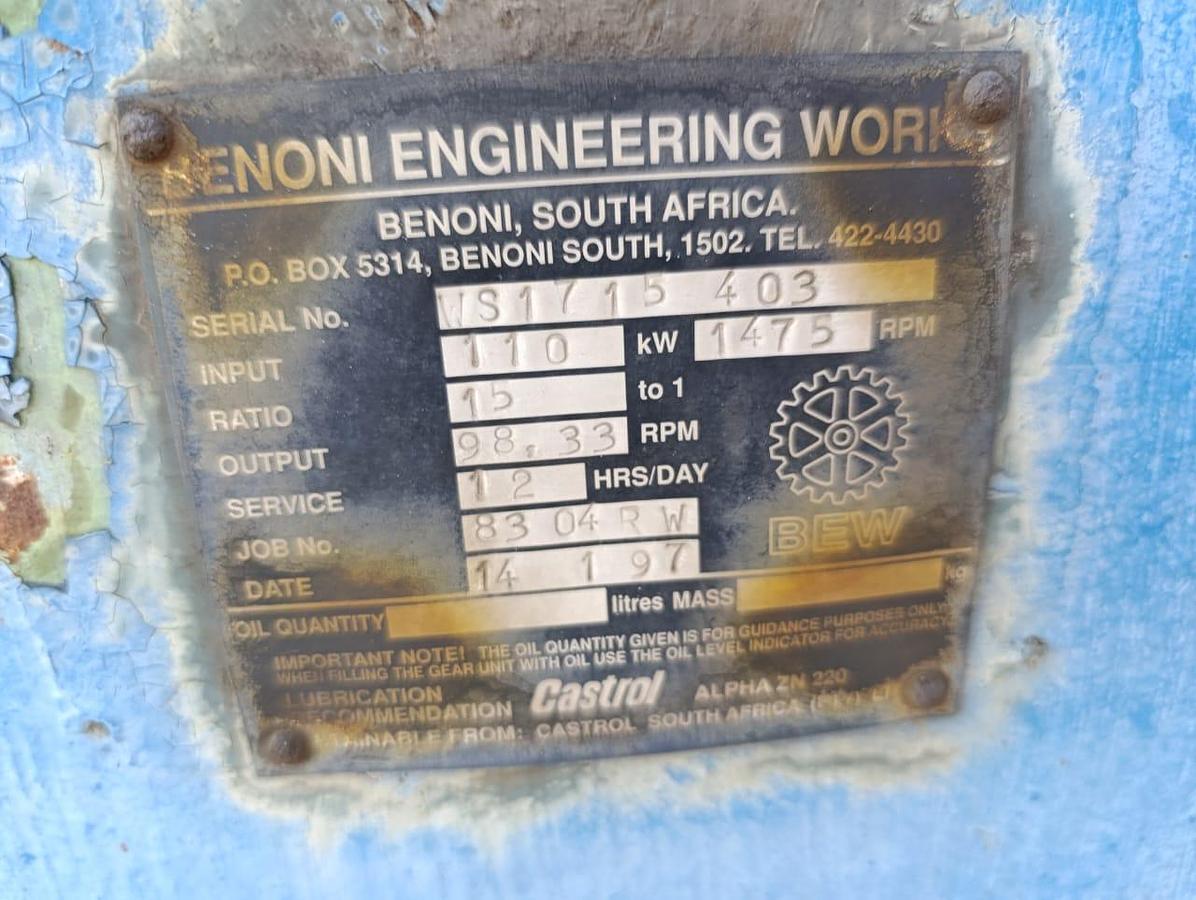 BENONI ENGINEERING WORKS
BENONI, SOUTH AFRICA.
P.O. BOX 5314, BENONI SOUTH, 1502. TEL. 422-4430
SERIAL No. WS1715 403
INPUT 110 kW 1475 RPM
RATIO 15 to 1
OUTPUT 98.33 RPM
SERVICE 12 HRS/DAY
JOB No. 8304RW
DATE 14 1 97
BEW
OIL QUANTITY litres MASS kg
IMPORTANT NOTE! THE OIL QUANTITY GIVEN IS FOR GUIDANCE PURPOSES ONLY
WHEN FILLING THE GEAR UNIT WITH OIL USE THE OIL LEVEL INDICATOR FOR ACCURACY
LUBRICATION
RECOMMENDATION Castrol ALPHA ZN 220
OBTAINABLE FROM: CASTROL SOUTH AFRICA